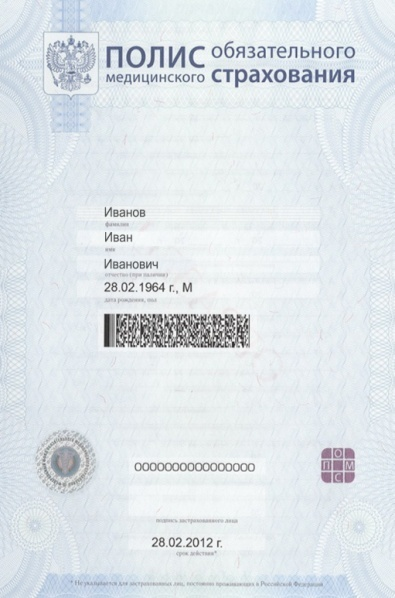 ПОЛИС обязательного
медицинского страхования
Иванов
фамилия
Иван
имя
Иванович
отчество (при наличии)
28.02.1964 г., М
дата рождения, пол
ПОМС
0000000000000000
подпись застрахованного лица
28.02.2012 г.
срок действия*
* Не указывается для застрахованных лиц, постоянно проживающих в Российской Федерации